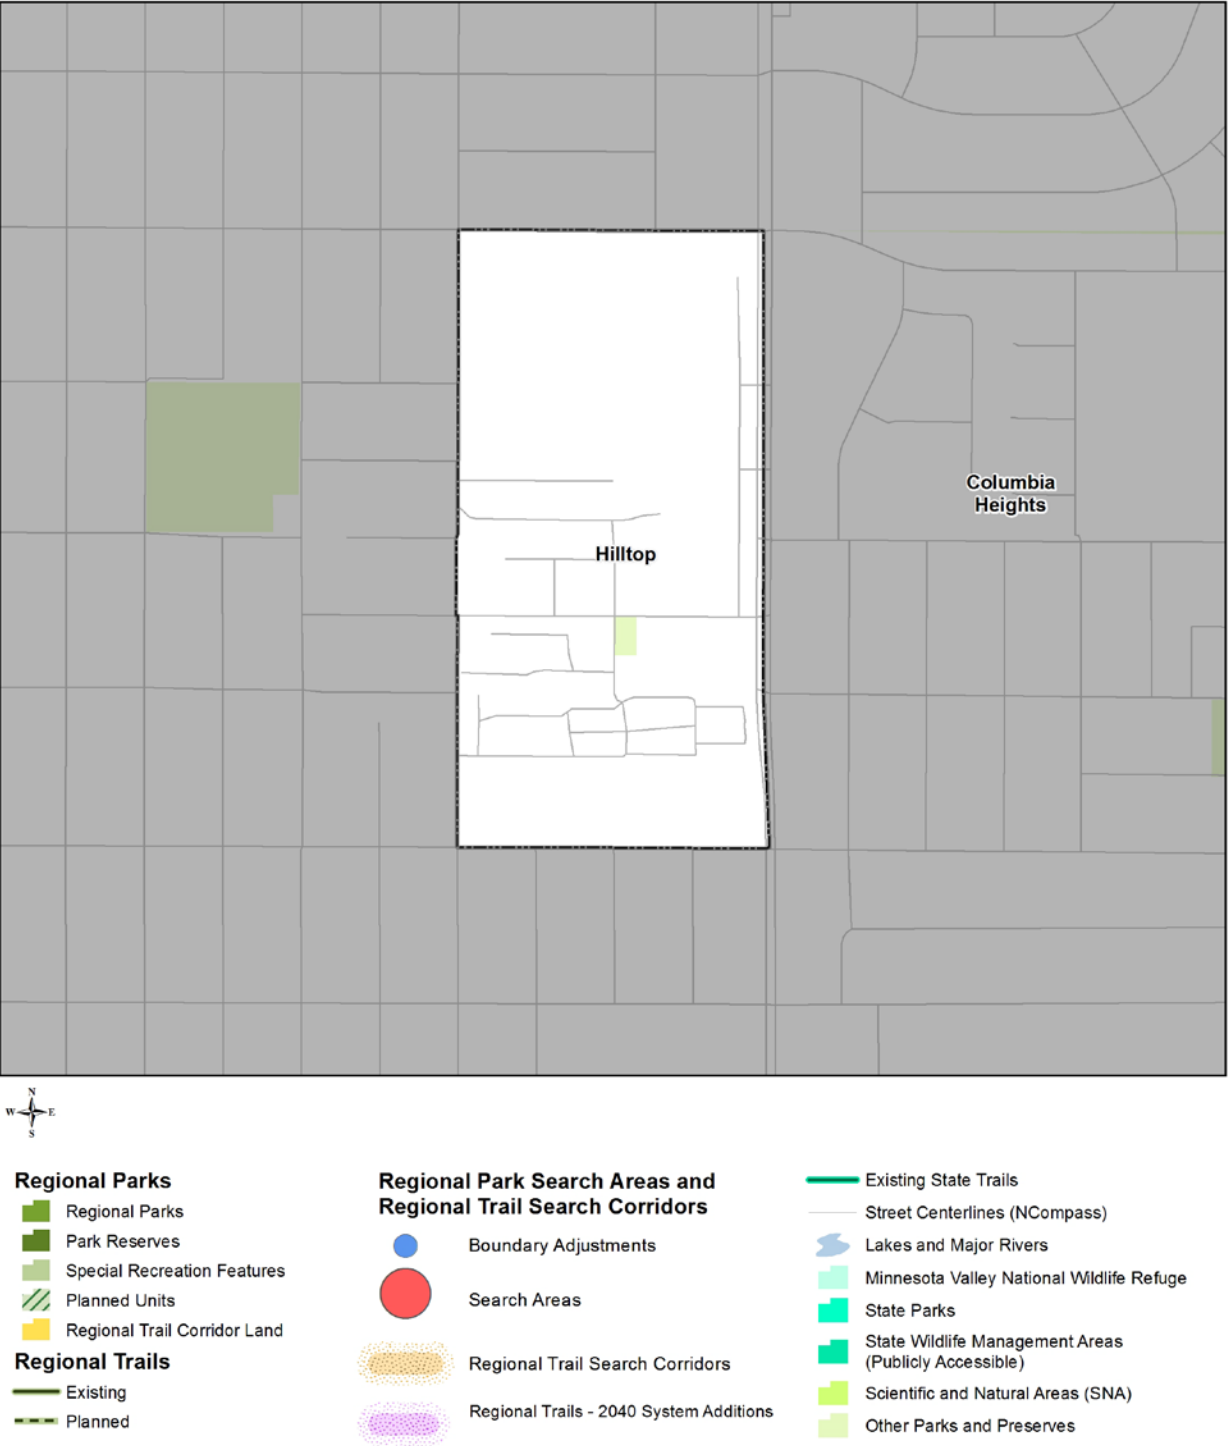 Columbia
Heights
Hilltop
N
W E
S
Regional Parks
Regional Parks
Park Reserves
Special Recreation Features
Planned Units
Regional Trail Corridor Land
Regional Trails
Existing
Planned
Regional Park Search Areas and
Regional Trail Search Corridors
Boundary Adjustments
Search Areas
Regional Trail Search Corridors
Regional Trails - 2040 System Additions
Existing State Trails
Street Centerlines (NCompass)
Lakes and Major Rivers
Minnesota Valley National Wildlife Refuge
State Parks
State Wildlife Management Areas
(Publicly Accessible)
Scientific and Natural Areas (SNA)
Other Parks and Preserves